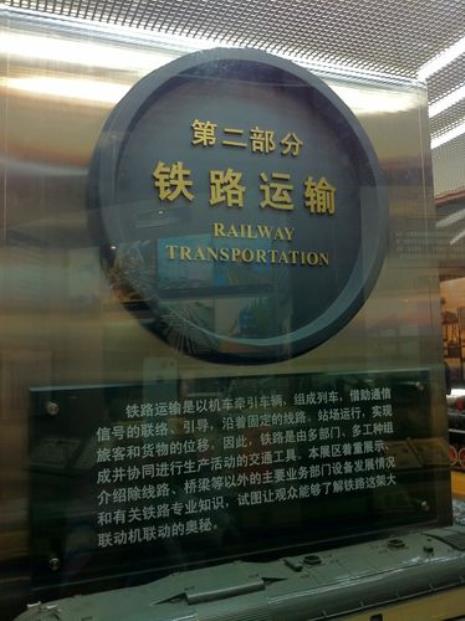 第二部分
铁路运输
RAILWAY
TRANSPORTATION
铁路运输是以机车牵引车辆、组成列车，借助通信
信号的联络、引导，沿着固定的线路、站场运行，实现
旅客和货物的位移。因此，铁路是由多部门、多工种组
成并协同进行生产活动的交通工具。本展区着重展示、
介绍除线路、桥梁等以外的主要业务部门设备发展情况
和有关铁路专业知识，试图让观众能够了解铁路这架大
联动机联动的奥秘。